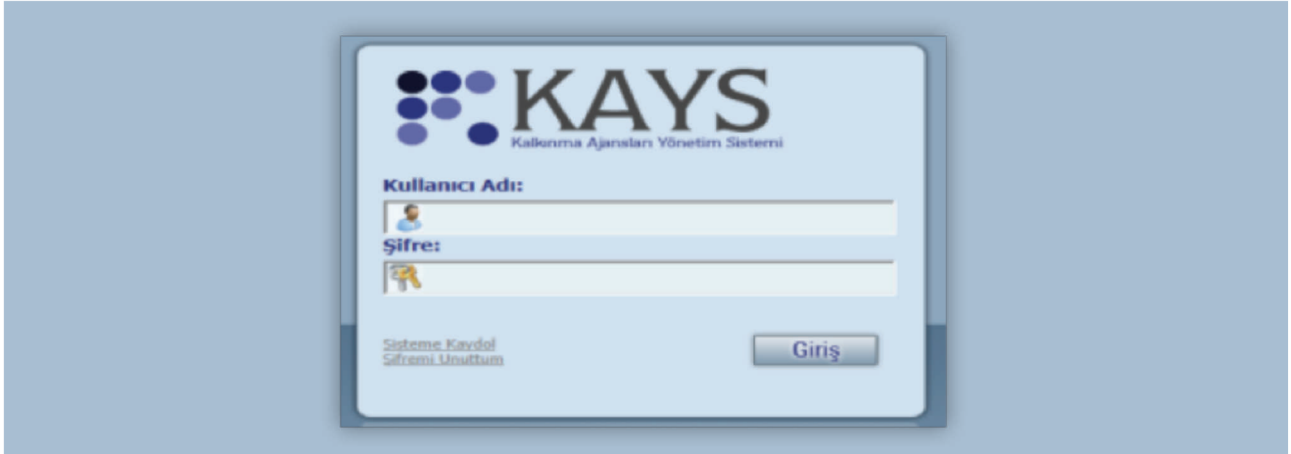 KAYS
Kalkınma Ajansları Yönetim Sistemi
Kullanıcı Adı:
Şifre:
Sisteme Kaydol
Şifremi Unuttum
Giriş